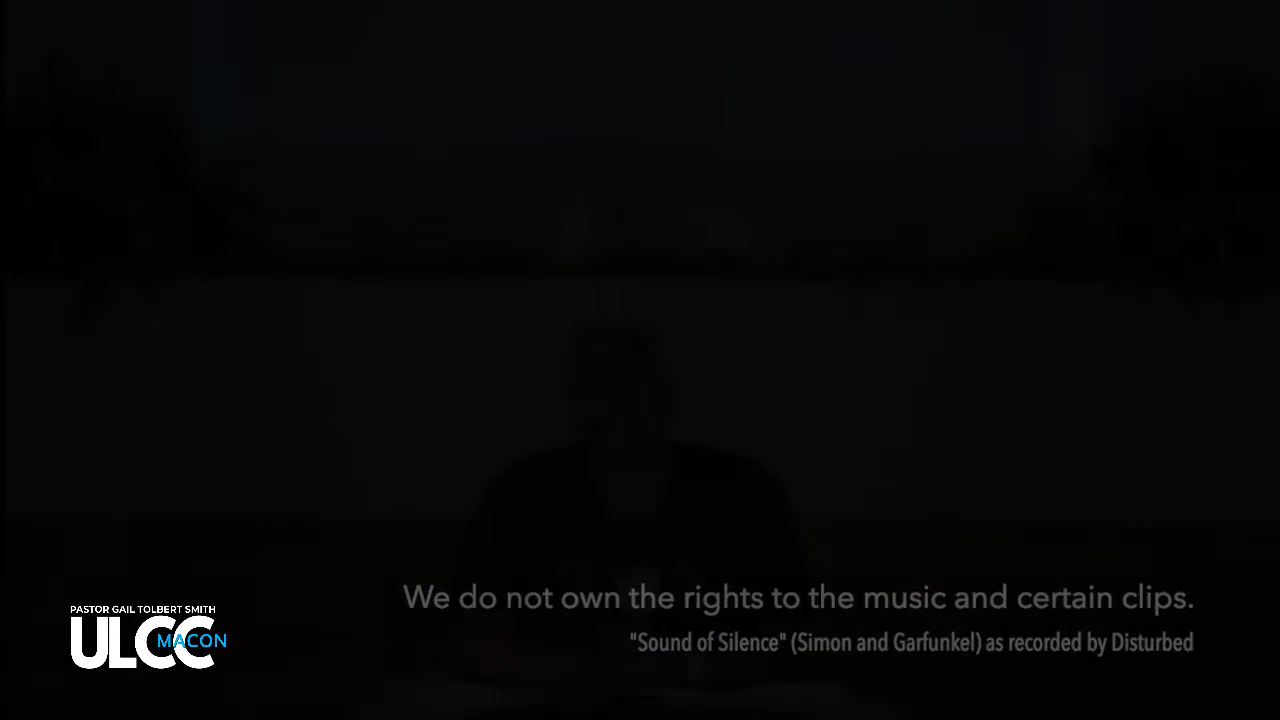 We do not own the rights to the music and certain clips.
"Sound of Silence" (Simon and Garfunkel) as recorded by Disturbed
PASTOR GAIL TOLBERT SMITH
ULCC
MACON